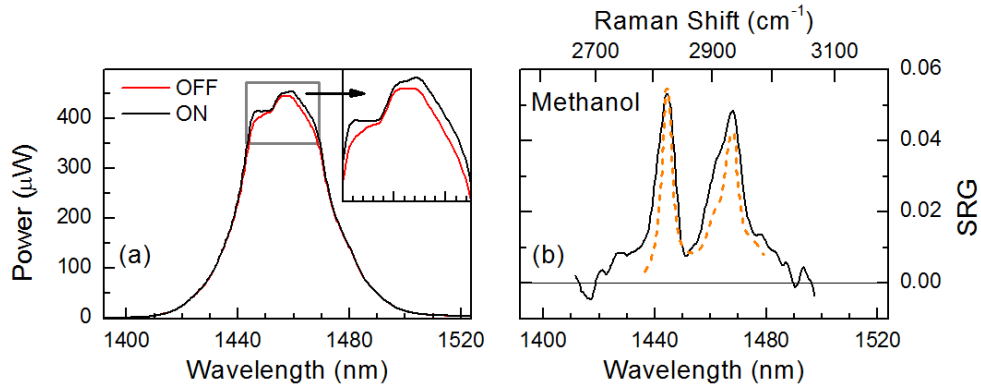 Raman Shift (cm⁻¹)
2700 2900 3100
OFF
ON
Methanol
400
300
200
100
0
Power (μW)
(a)
(b)
0.06
0.04
0.02
0.00
SRG
1400 1440 1480 1520
1400 1440 1480 1520
Wavelength (nm)
Wavelength (nm)